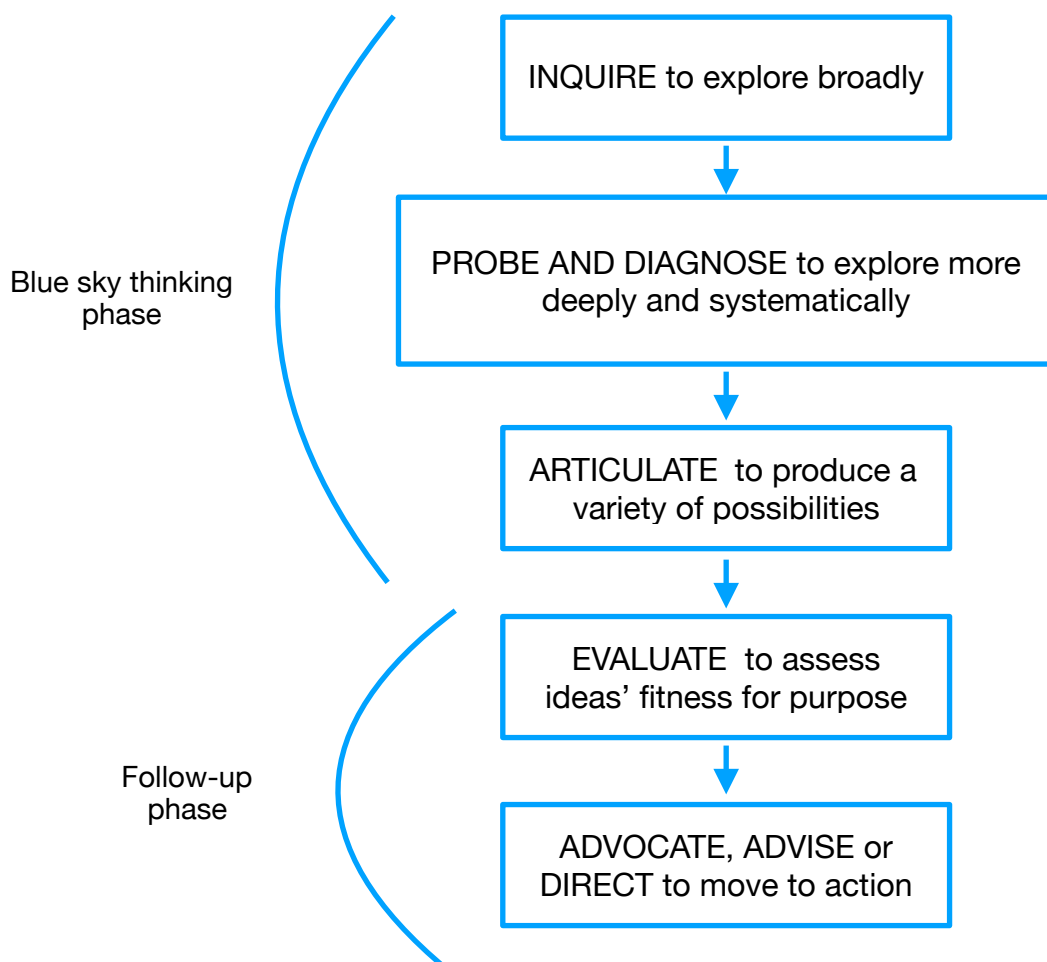 INQUIRE to explore broadly
PROBE AND DIAGNOSE to explore more
deeply and systematically
Blue sky thinking
phase
ARTICULATE  to produce a
variety of possibilities
EVALUATE  to assess
ideas’ fitness for purpose
Follow-up
phase
ADVOCATE, ADVISE or
DIRECT to move to action